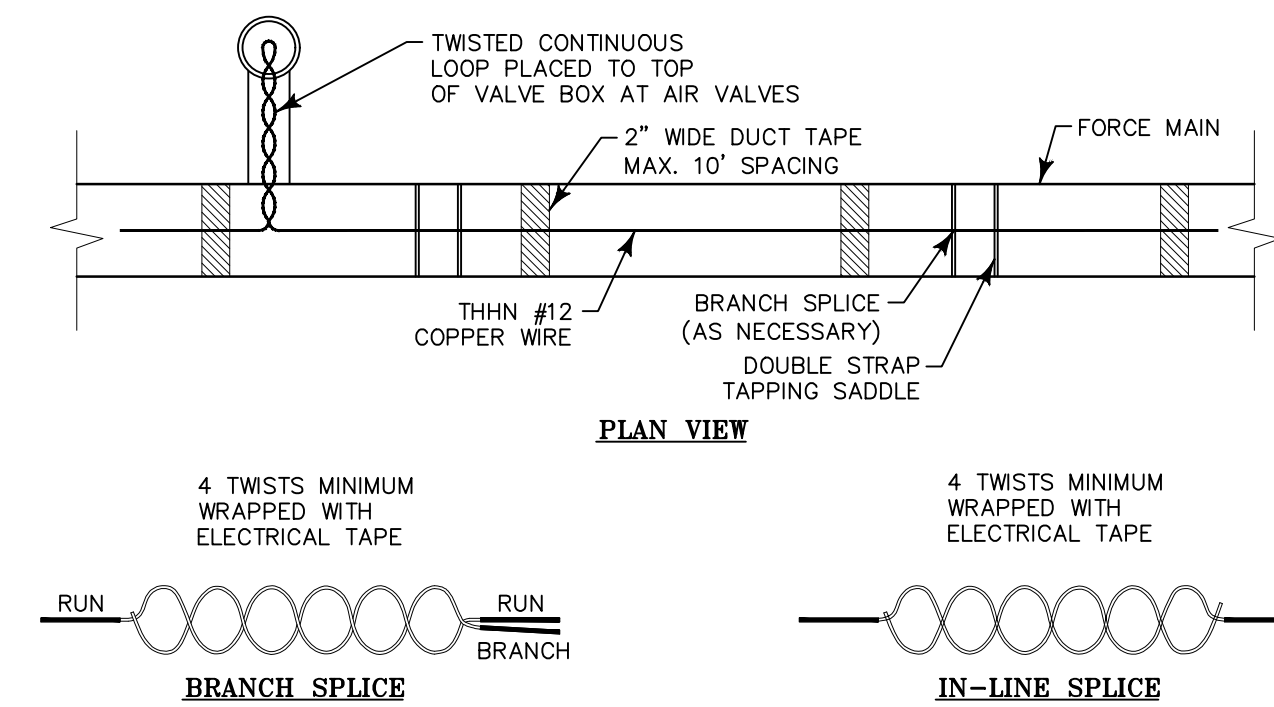 TWISTED CONTINUOUS
LOOP PLACED TO TOP
OF VALVE BOX AT AIR VALVES
2" WIDE DUCT TAPE
MAX. 10' SPACING
FORCE MAIN
THHN #12
COPPER WIRE
BRANCH SPLICE
(AS NECESSARY)
DOUBLE STRAP
TAPPING SADDLE
PLAN VIEW
4 TWISTS MINIMUM
WRAPPED WITH
ELECTRICAL TAPE
RUN
RUN
BRANCH
BRANCH SPLICE
4 TWISTS MINIMUM
WRAPPED WITH
ELECTRICAL TAPE
IN-LINE SPLICE